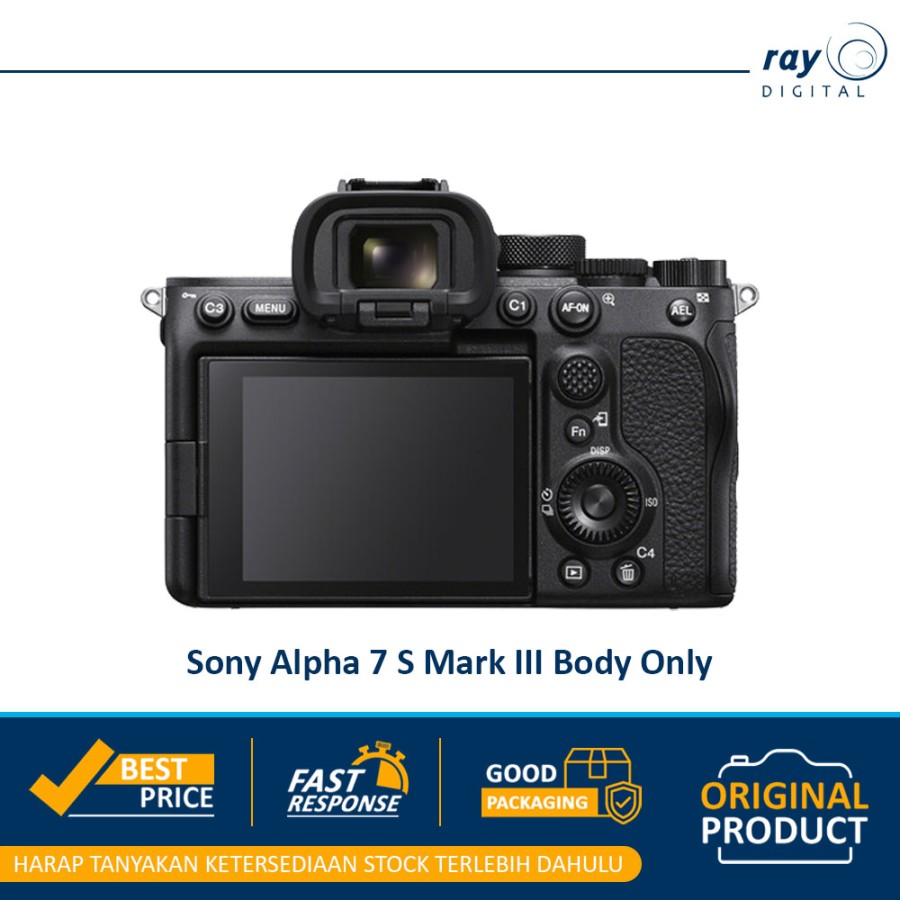 ray
DIGITAL
C3
MENU
C1
AF-ON
AEL
Fn
DISP
ISO
C4
Sony Alpha 7 S Mark III Body Only
BEST
PRICE
FAST
RESPONSE
GOOD
PACKAGING
ORIGINAL
PRODUCT
HARAP TANYAKAN KETERSEDIAAN STOCK TERLEBIH DAHULU